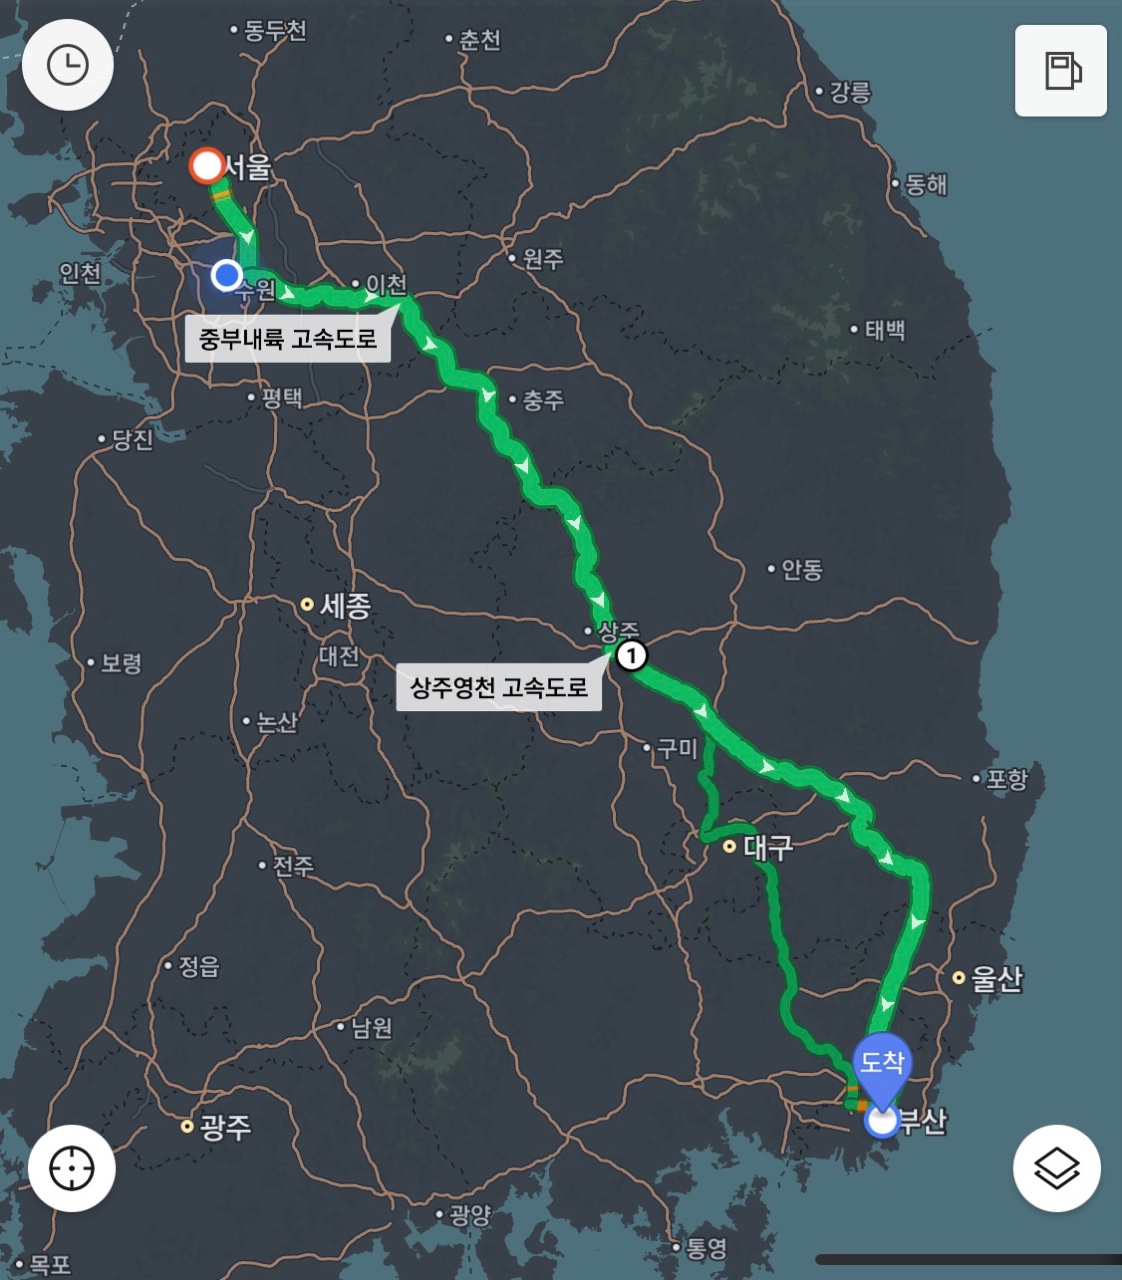 동두천
춘천
강릉
서울
동해
원주
인천
수원
이천
중부내륙 고속도로
태백
평택
충주
당진
안동
세종
상주
1
대전
보령
상주영천 고속도로
논산
구미
포항
대구
전주
정읍
울산
남원
도착
부산
광주
광양
통영
목포